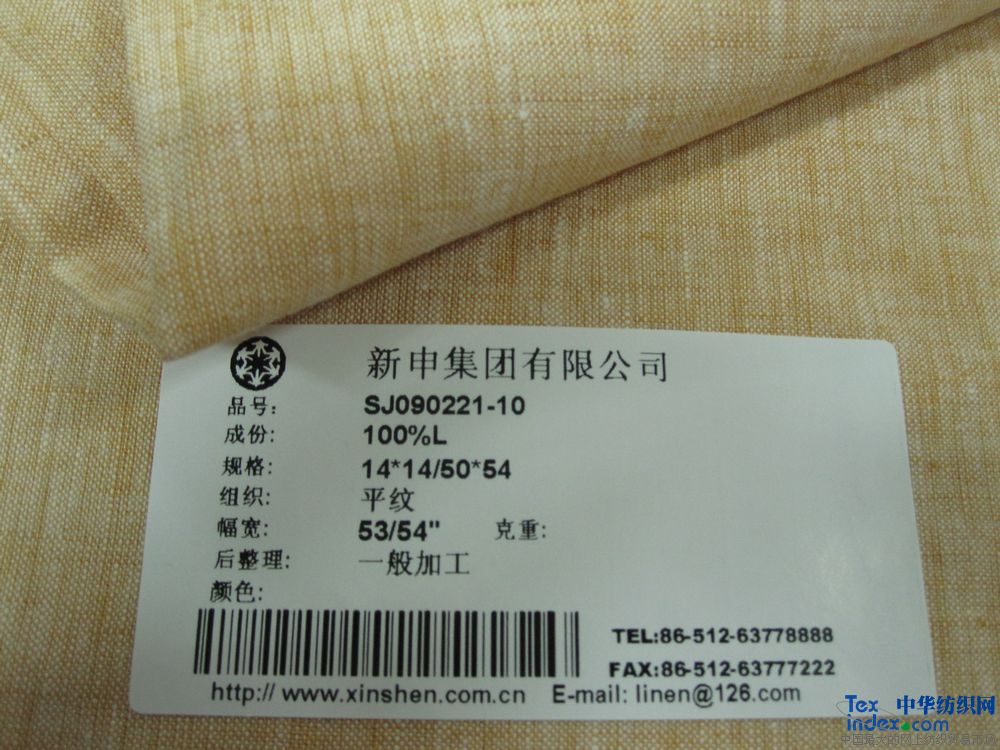 新申集团有限公司
品号: SJ090221-10
成份: 100%L
规格: 14*14/50*54
组织: 平纹
幅宽: 53/54" 克重:
后整理: 一般加工
颜色:
TEL:86-512-63778888
FAX:86-512-63777222
http:// www.xinshen.com.cn E-mail: linen@126.com
Tex 中华纺织网
index.com